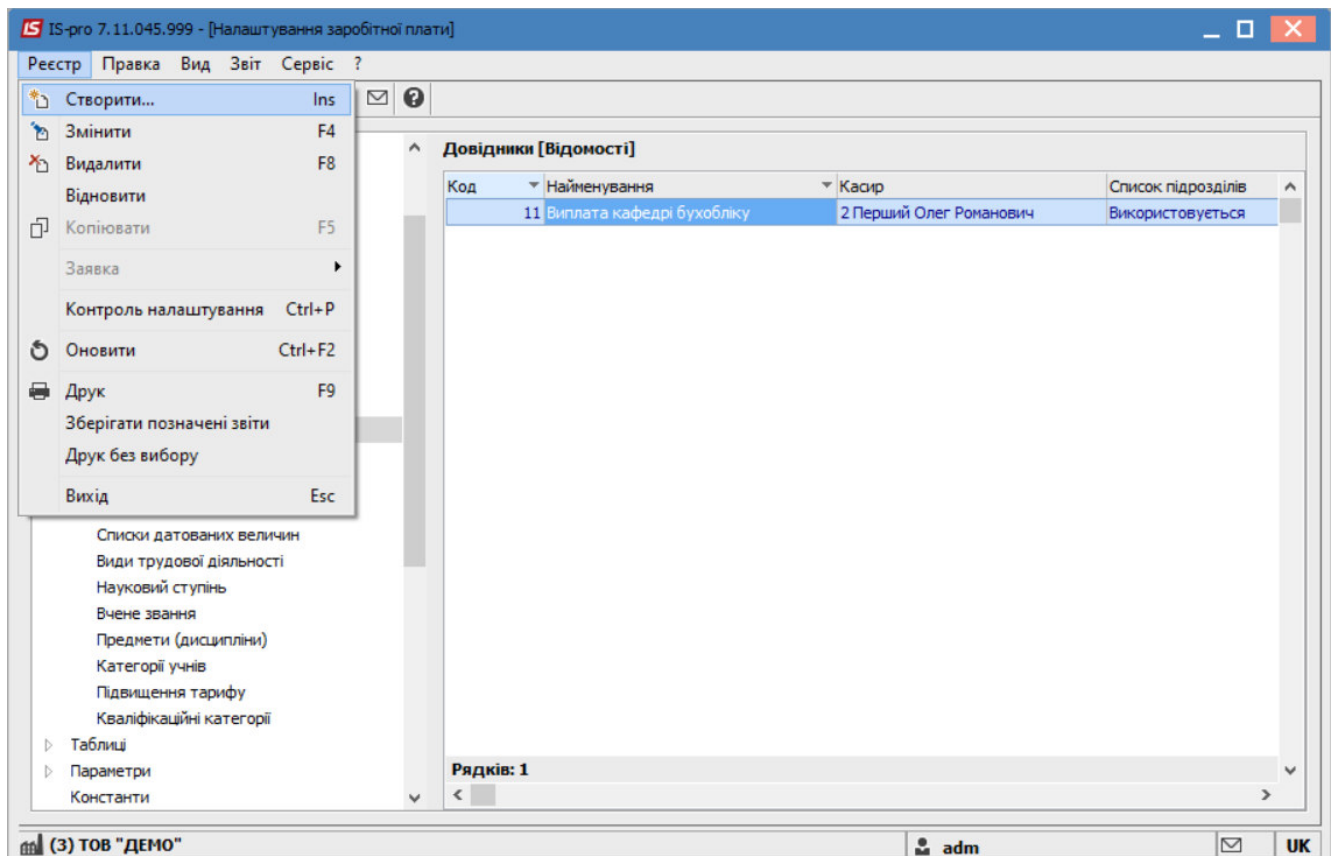 IS-pro 7.11.045.999 - [Налаштування заробітної плати]
Реєстр Правка Вид Звіт Сервіс ?
Створити... Ins
Змінити F4
Видалити F8
Відновити
Копіювати F5
Заявка
Контроль налаштування Ctrl+P
Оновити Ctrl+F2
Друк F9
Зберігати позначені звіти
Друк без вибору
Вихід Esc
Списки датованих величин
Види трудової діяльності
Науковий ступінь
Вчене звання
Предмети (дисципліни)
Категорії учнів
Підвищення тарифу
Кваліфікаційні категорії
Таблиці
Параметри
Константи
Довідники [Відомості]
Код Найменування Касир Список підрозділів
11 Виплата кафедрі бухобліку 2 Перший Олег Романович Використовується
Рядків: 1
(3) ТОВ "ДЕМО" adm UK